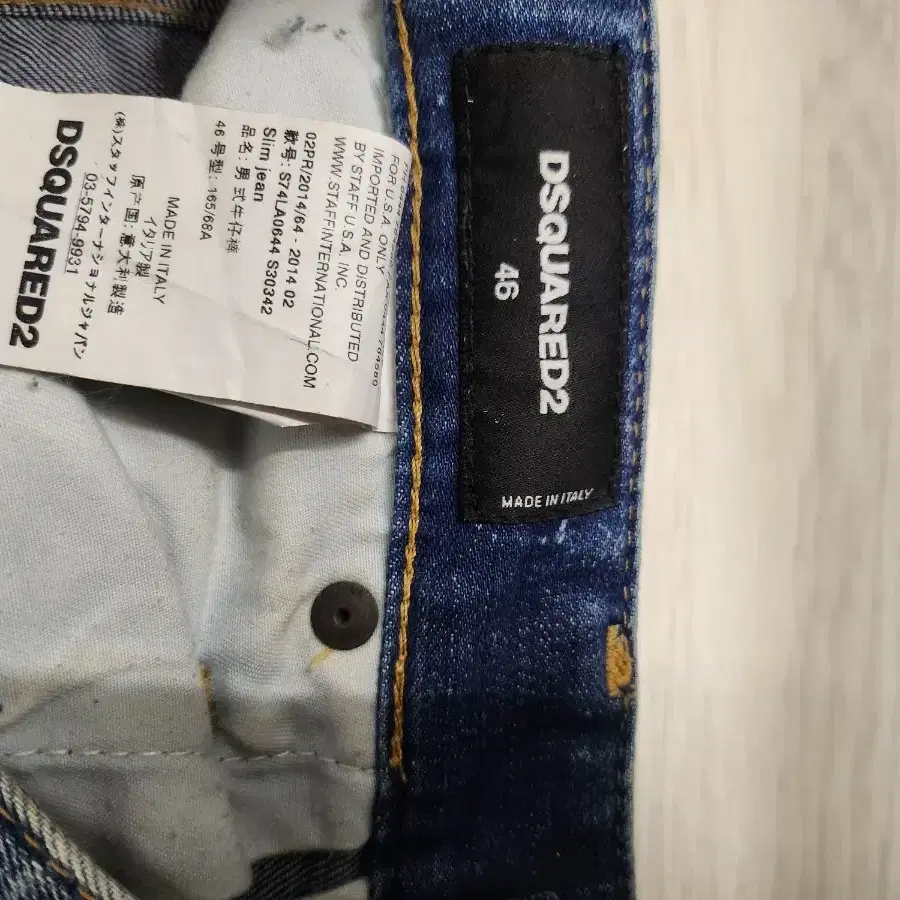 FOR U.S.A. ONLY
IMPORTED AND DISTRIBUTED
BY STAFF U.S.A. INC.
WWW.STAFFINTERNATIONAL.COM
02PR/2014/64 - 2014 02
款号: S74LA0644 S30342
Slim jean
品名: 男 式 牛 仔 裤
46 号 型: 165/68A
MADE IN ITALY
イタリア製
原产国: 意大利製造
(株)スタッフインターナショナルジャパン
03-5794-9931
DSQUARED2
DSQUARED2
46
MADE IN ITALY